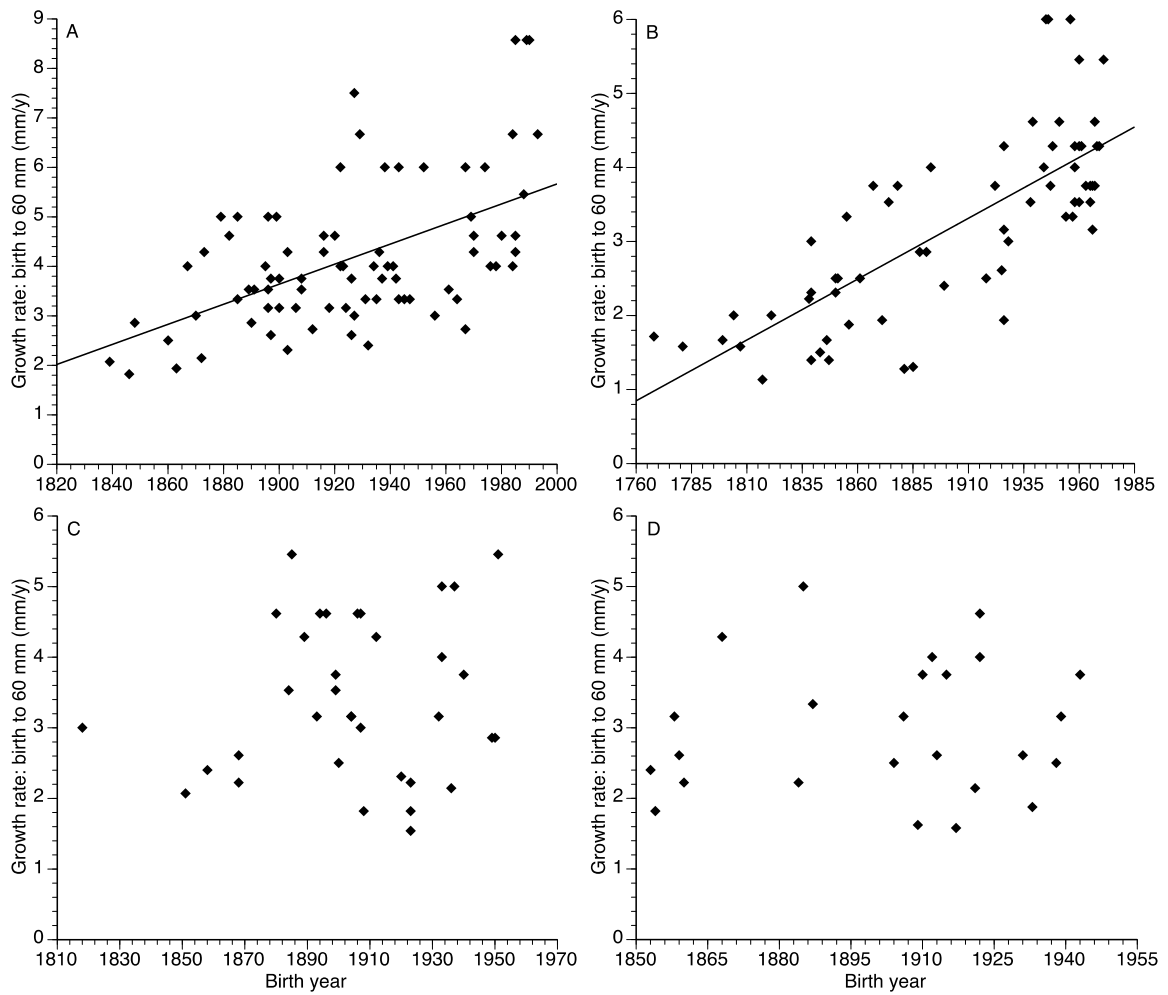 A
Growth rate: birth to 60 mm (mm/y)
9
8
7
6
5
4
3
2
1
0
1820 1840 1860 1880 1900 1920 1940 1960 1980 2000
B
Growth rate: birth to 60 mm (mm/y)
6
5
4
3
2
1
0
1760 1785 1810 1835 1860 1885 1910 1935 1960 1985
C
Growth rate: birth to 60 mm (mm/y)
6
5
4
3
2
1
0
1810 1830 1850 1870 1890 1910 1930 1950 1970
Birth year
D
Growth rate: birth to 60 mm (mm/y)
6
5
4
3
2
1
0
1850 1865 1880 1895 1910 1925 1940 1955
Birth year